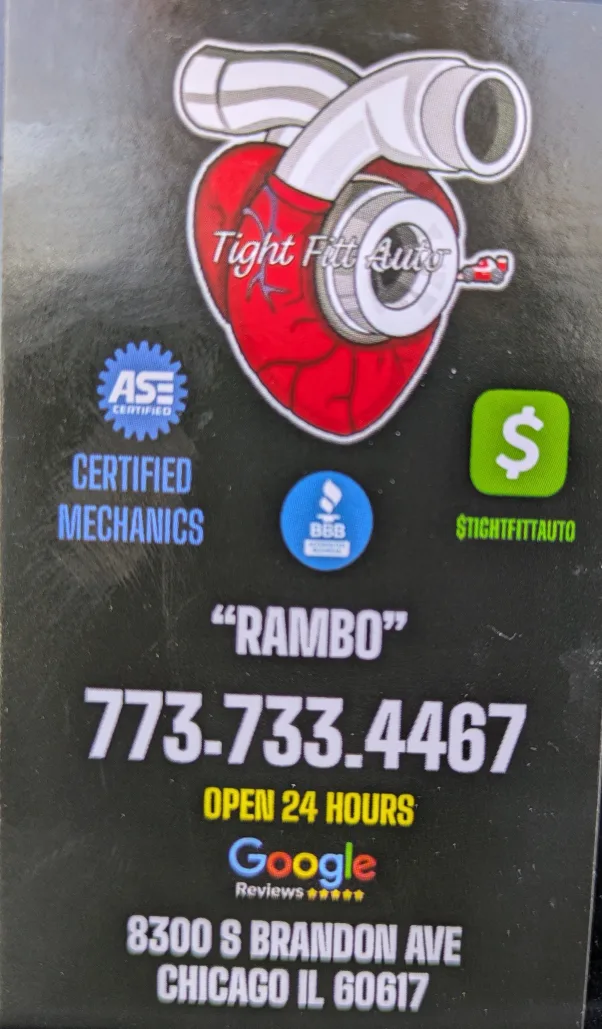 Tight Fitt Auto
ASE
CERTIFIED
CERTIFIED
MECHANICS
BBB
$
$TIGHTFITTAUTO
“RAMBO”
773.733.4467
OPEN 24 HOURS
Google
Reviews
8300 S BRANDON AVE
CHICAGO IL 60617